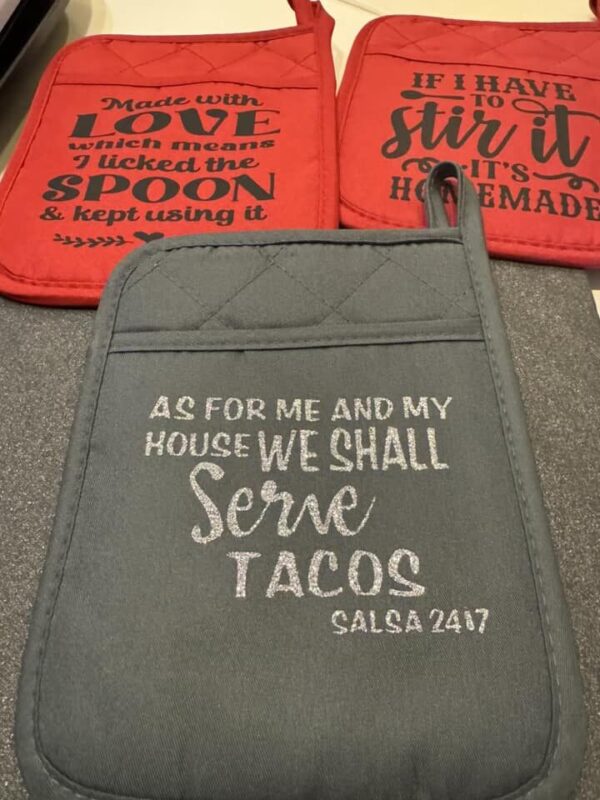 Made with
LOVE
which means
I licked the
SPOON
& kept using it
IF I HAVE
TO
stir it
IT'S
HOMEMADE
AS FOR ME AND MY
HOUSE WE SHALL
Serve
TACOS
SALSA 24:7